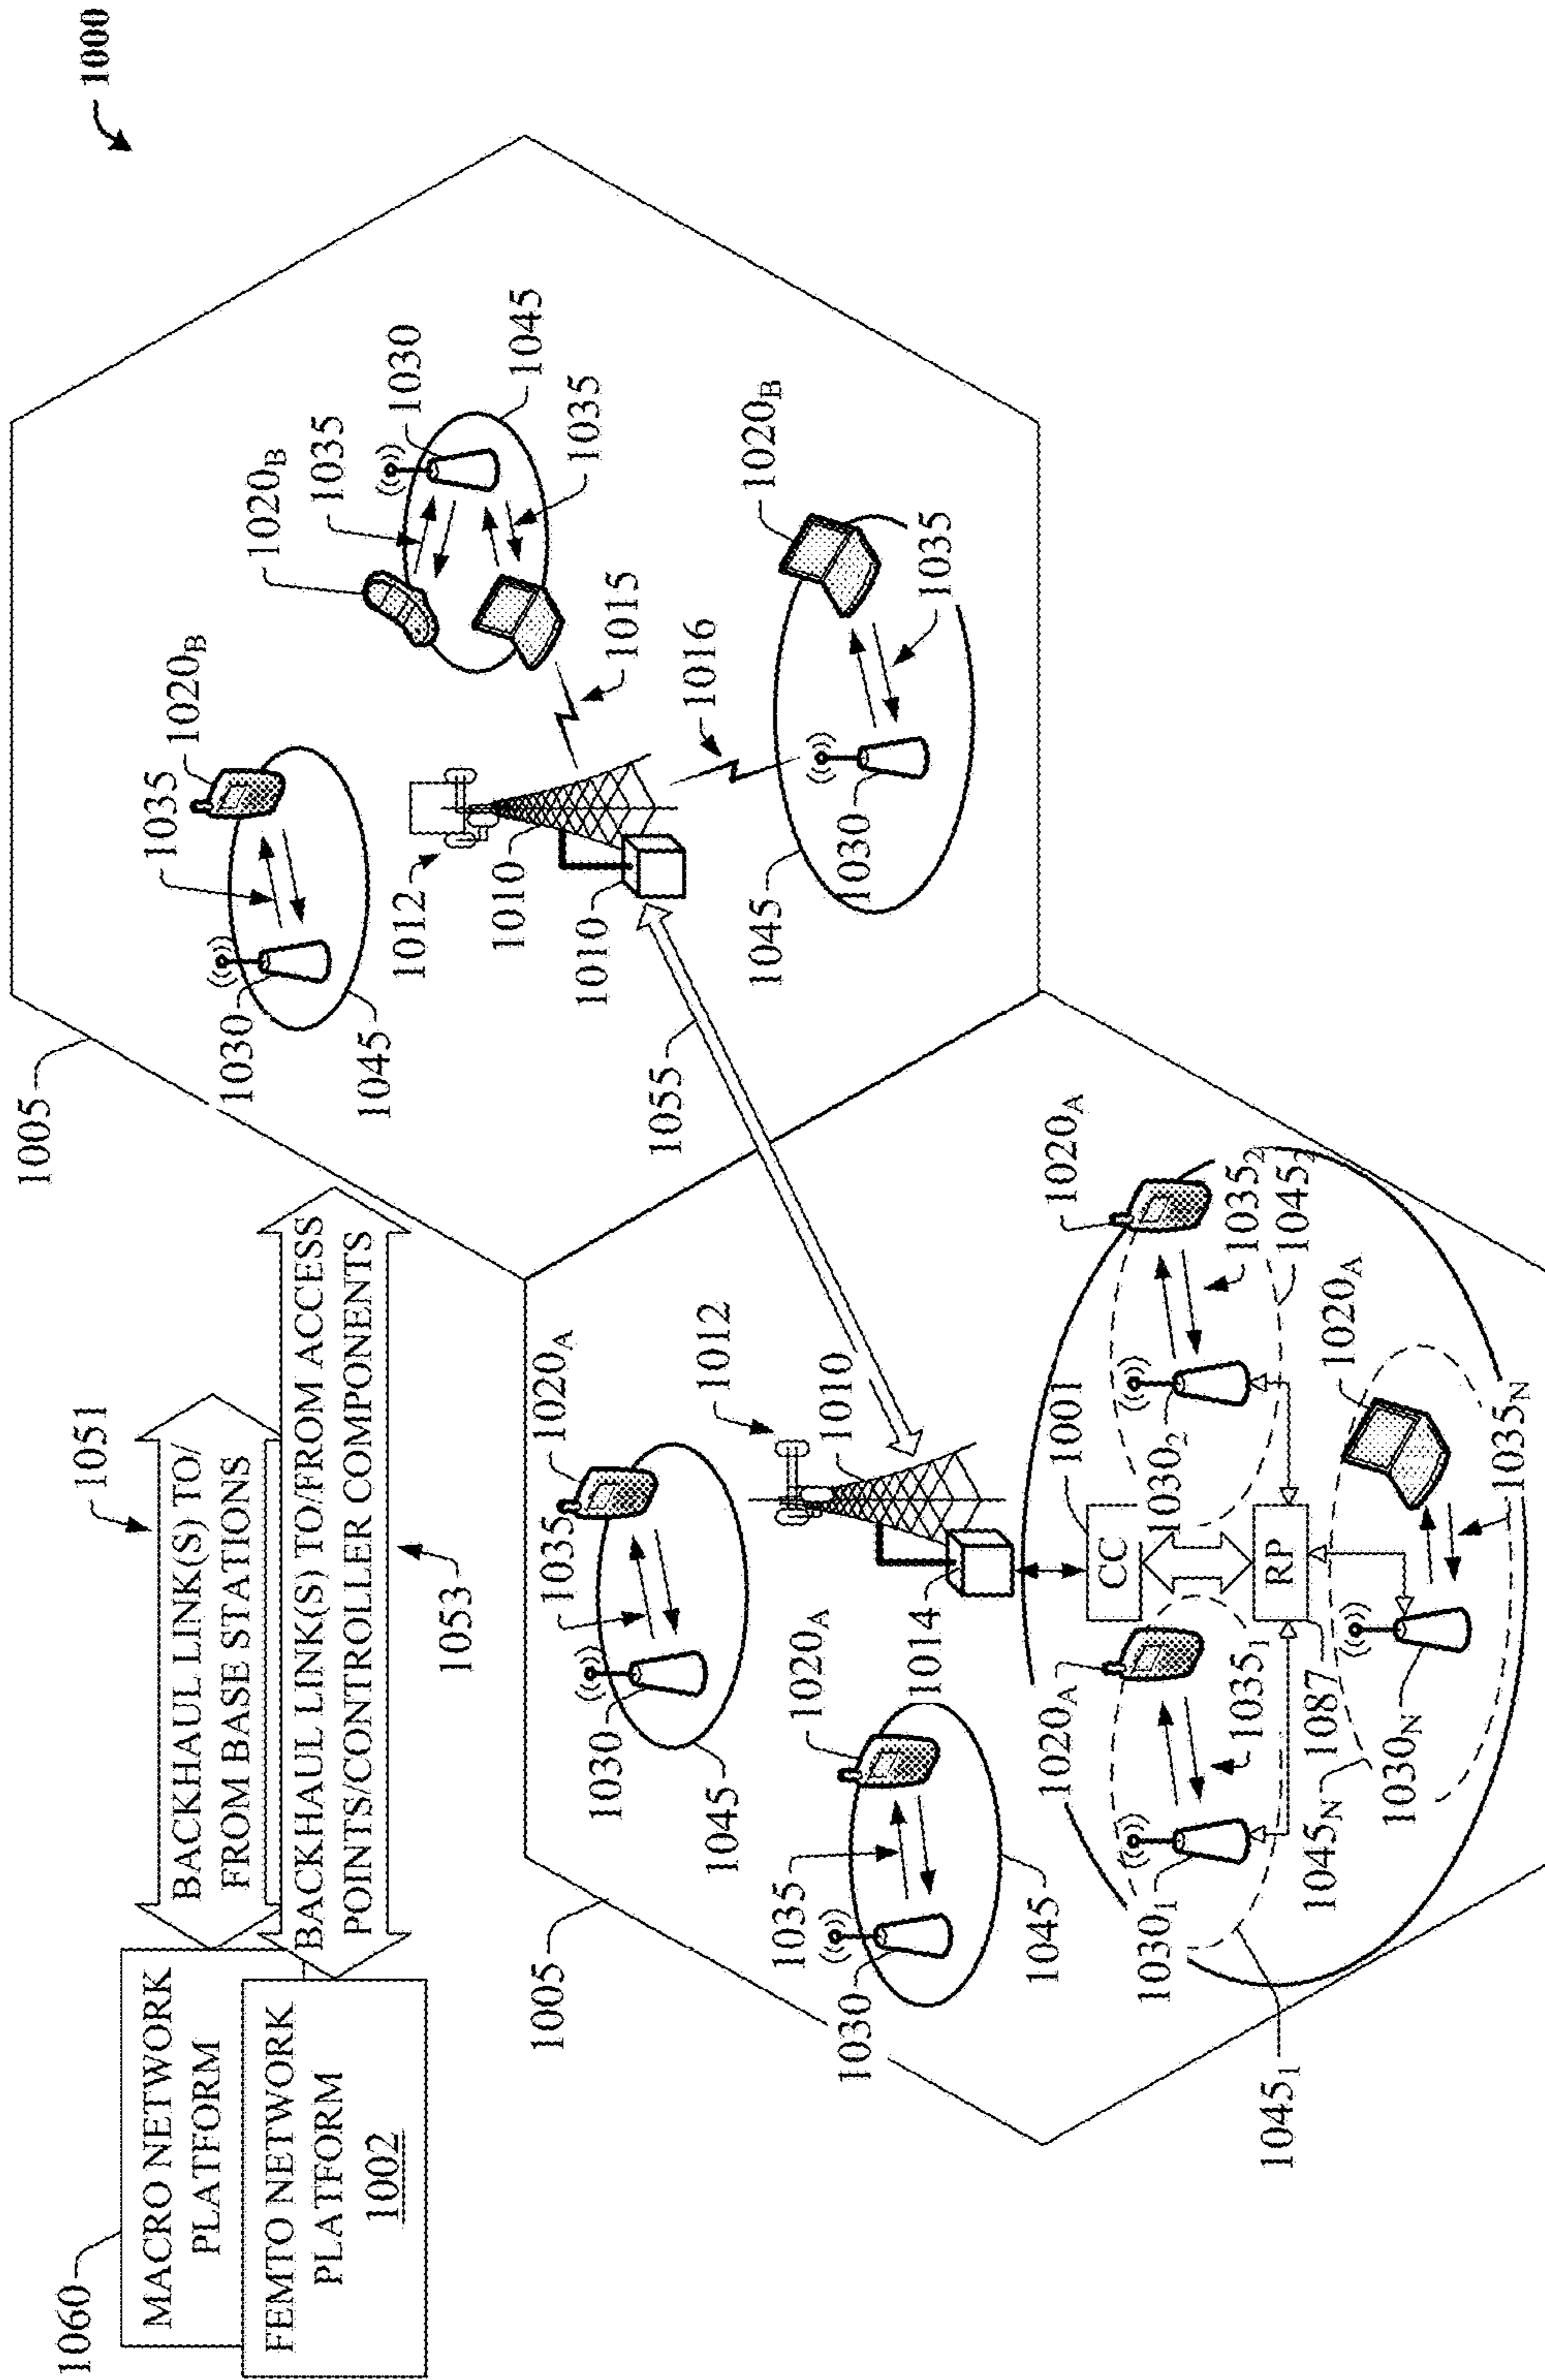 1000
1060
MACRO NETWORK
PLATFORM
FEMTO NETWORK
PLATFORM
1002
1051
BACKHAUL LINK(S) TO/
FROM BASE STATIONS
BACKHAUL LINK(S) TO/FROM ACCESS
POINTS/CONTROLLER COMPONENTS
1053
1005
1035
1020B
1030
1045
1020B
1035
1030
1045
1035
1012
1010
1010
1015
1016
1020B
1035
1030
1045
1055
1005
1020A
1035
1030
1045
1012
1010
1014
1020A
1035
1030
1045
1001
CC
RP
1087
1020A
10351
10301
10451
1020A
10352
10452
10302
1020A
1035N
1030N
1045N